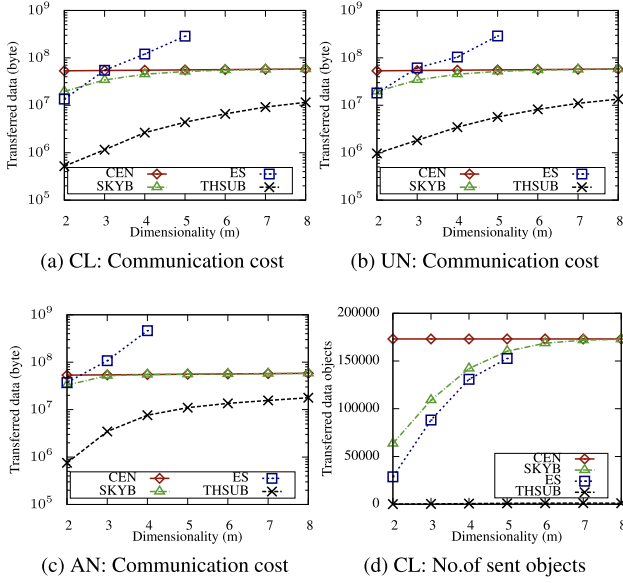 10^9 10^9
10^8 10^8
10^7 10^7
10^6 10^6
10^5 10^5
Transferred data (byte) Transferred data (byte)
CEN ES CEN ES
SKYB THSUB SKYB THSUB
2 3 4 5 6 7 8 2 3 4 5 6 7 8
Dimensionality (m) Dimensionality (m)
(a) CL: Communication cost (b) UN: Communication cost
10^9 200000
10^8 150000
10^7 100000
10^6 50000
10^5 0
Transferred data (byte) Transferred data objects
CEN ES CEN
SKYB THSUB SKYB
ES
THSUB
2 3 4 5 6 7 8 2 3 4 5 6 7 8
Dimensionality (m) Dimensionality (m)
(c) AN: Communication cost (d) CL: No.of sent objects